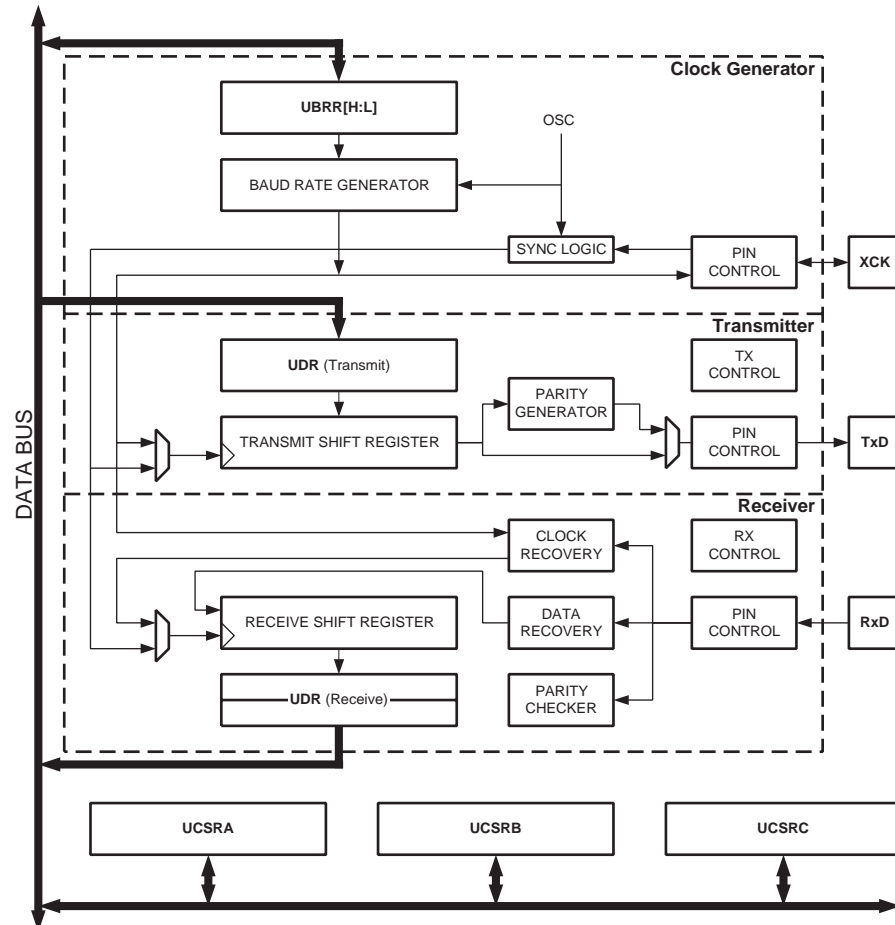 Clock Generator
UBRR[H:L]
OSC
BAUD RATE GENERATOR
SYNC LOGIC
PIN
CONTROL
XCK
Transmitter
UDR (Transmit)
TX
CONTROL
PARITY
GENERATOR
TRANSMIT SHIFT REGISTER
PIN
CONTROL
TxD
DATA BUS
Receiver
CLOCK
RECOVERY
RX
CONTROL
RECEIVE SHIFT REGISTER
DATA
RECOVERY
PIN
CONTROL
RxD
UDR (Receive)
PARITY
CHECKER
UCSRA
UCSRB
UCSRC